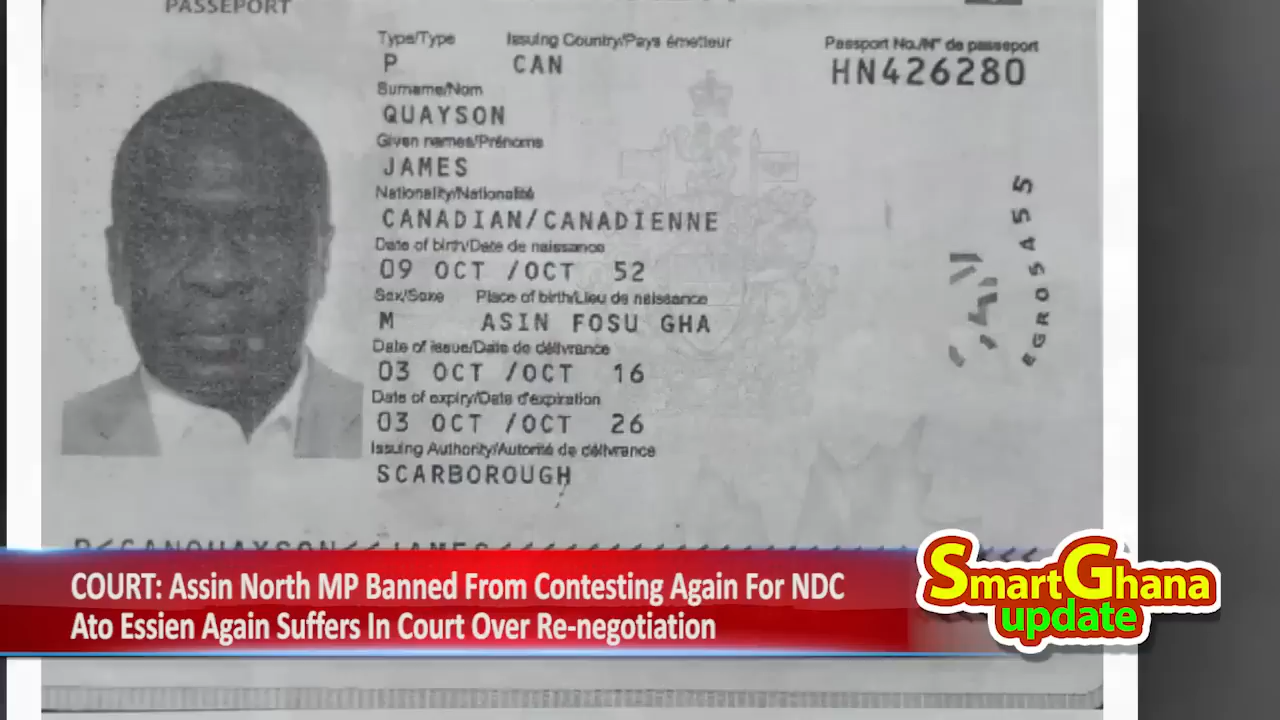 PASSEPORT
Type/Type Issuing Country/Pays émetteur Passport No./N° de passeport
P CAN HN426280
Surname/Nom
QUAYSON
Given names/Prénoms
JAMES
Nationality/Nationalité
CANADIAN/CANADIENNE
Date of birth/Date de naissance
09 OCT /OCT 52
Sex/Sexe Place of birth/Lieu de naissance
M ASIN FOSU GHA
Date of issue/Date de délivrance
03 OCT /OCT 16
Date of expiry/Date d'expiration
03 OCT /OCT 26
Issuing Authority/Autorité de délivrance
SCARBOROUGH
P<CANQUAYSON<<JAMES<<<<<<<<<<<<<<<<<<<<<<<<<
COURT: Assin North MP Banned From Contesting Again For NDC
Ato Essien Again Suffers In Court Over Re-negotiation
SmartGhana
update